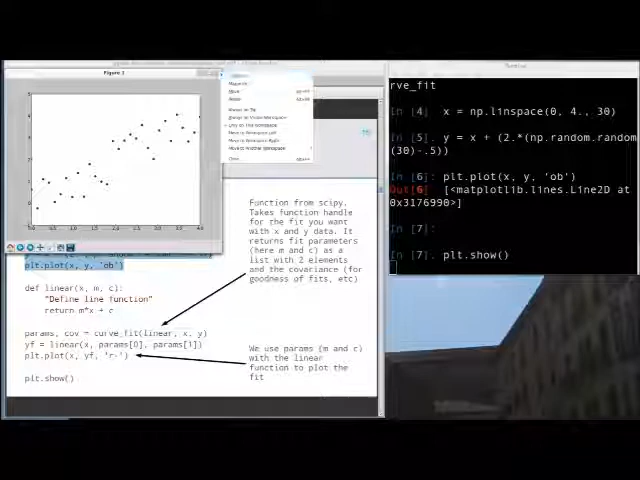 Figure 1
Function from scipy.
Takes function handle
for the fit you want
with x and y data. It
returns fit parameters
(here m and c) as a
list with 2 elements
and the covariance (for
goodness of fits, etc)
plt.plot(x, y, 'ob')
def linear(x, m, c):
"Define line function"
return m*x + c
params, cov = curve_fit(linear, x, y)
yf = linear(x, params[0], params[1])
plt.plot(x, yf, 'r-')
We use params (m and c)
with the linear
function to plot the
fit
plt.show()
rve_fit
In [4] x = np.linspace(0, 4., 30)
In [5]. y = x + (2.*(np.random.random
(30)-.5))
In [6]: plt.plot(x, y, 'ob')
Out[6] [<matplotlib.lines.Line2D at
0x3176990>]
In [7]:
In [7]. plt.show()